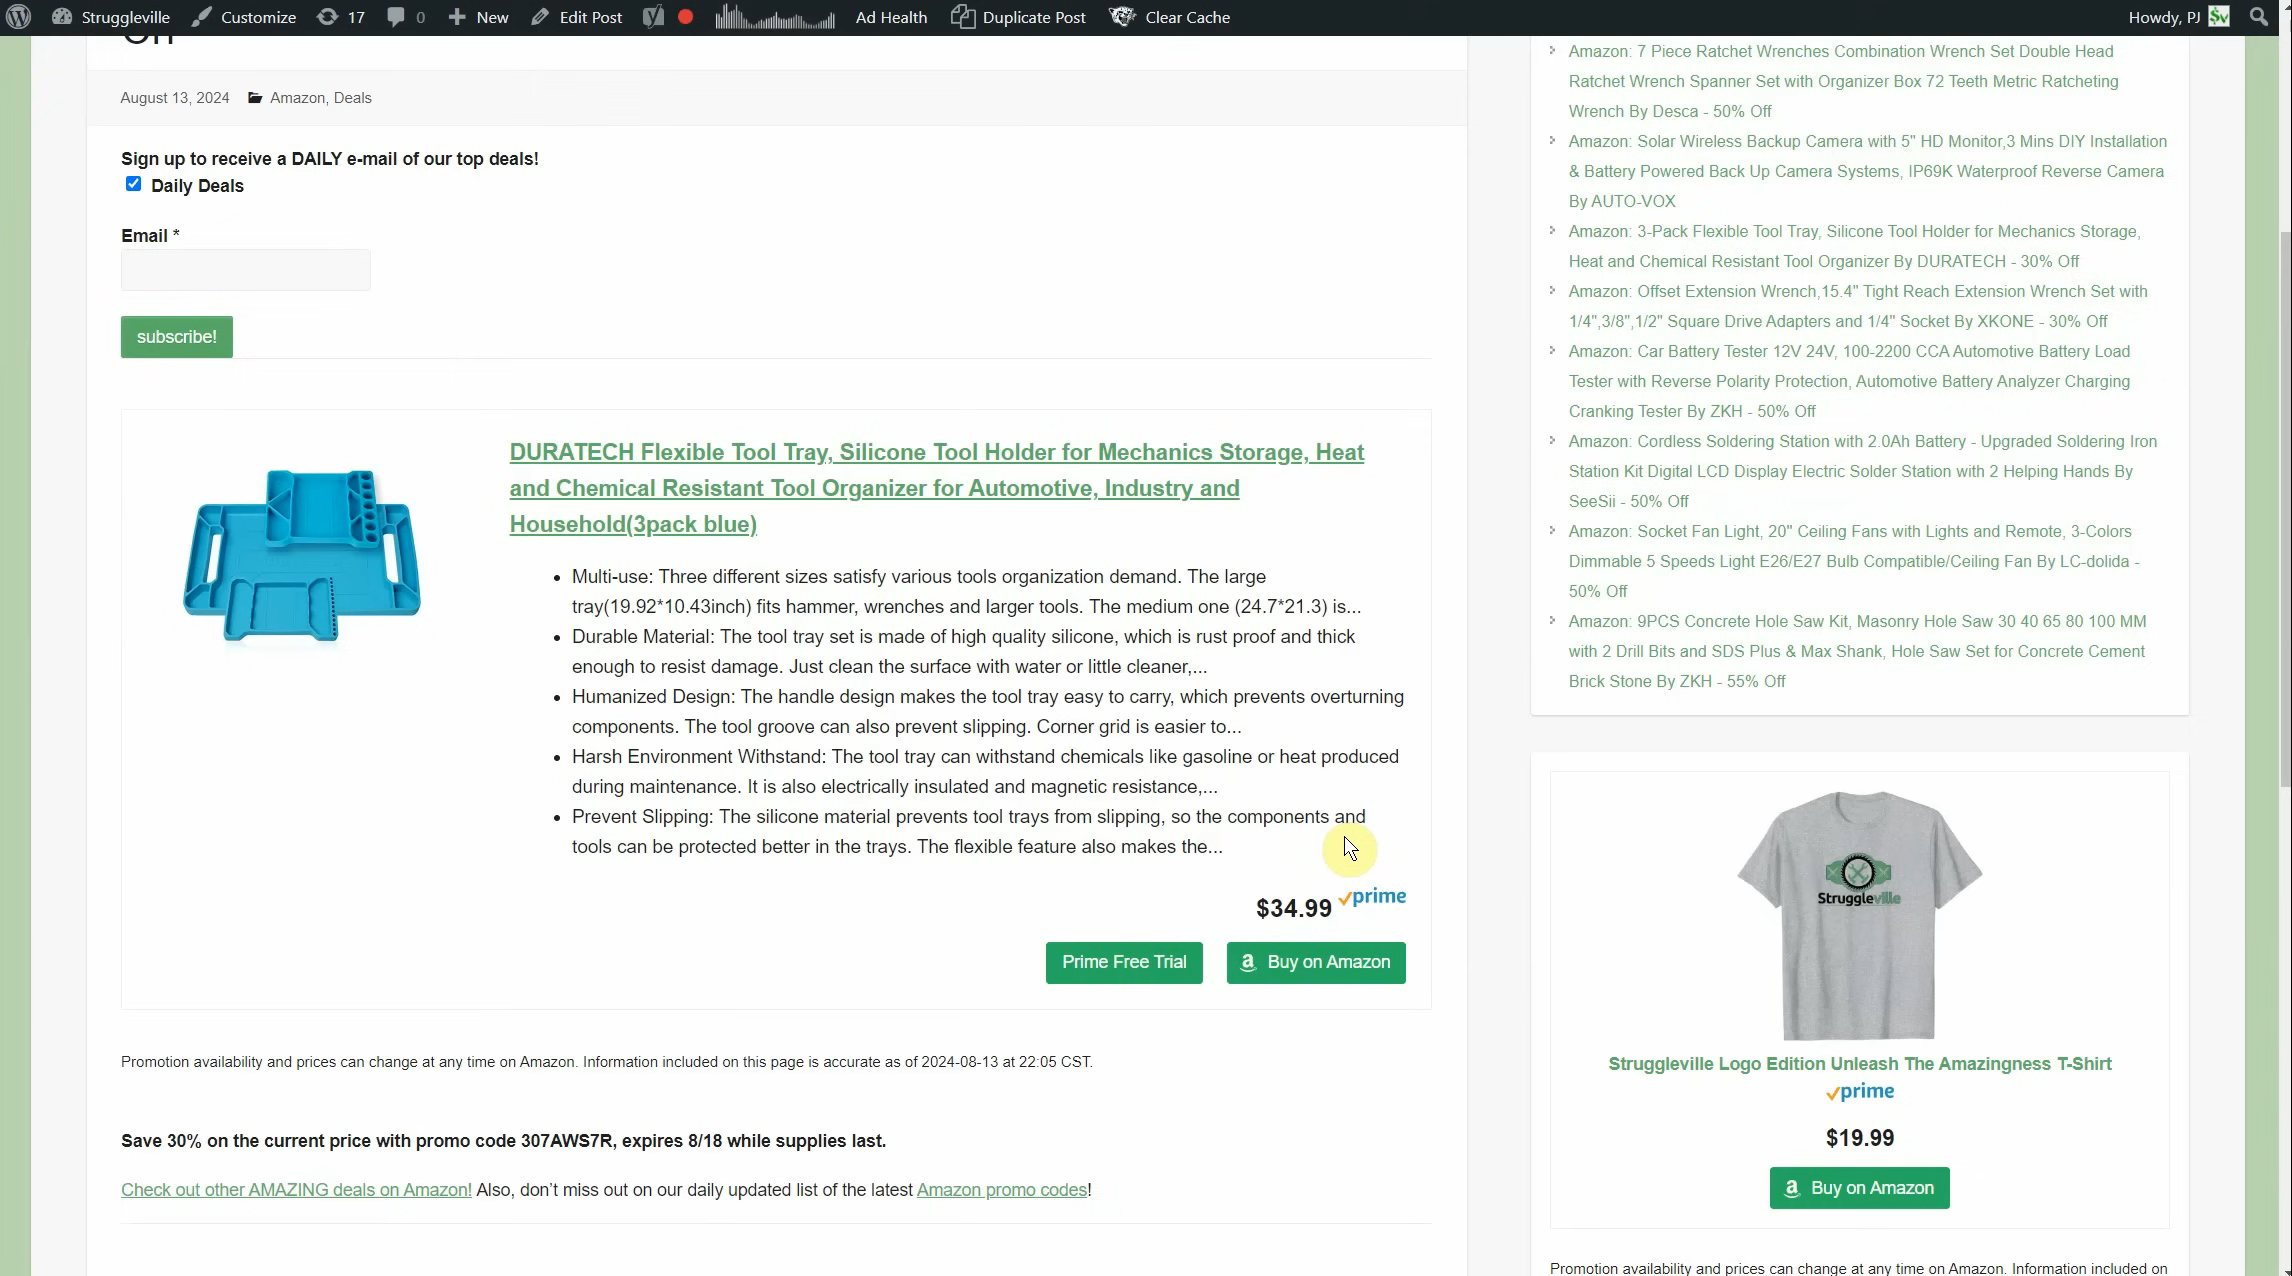 Struggleville Customize 17 0 New Edit Post Ad Health Duplicate Post Clear Cache Howdy, PJ
August 13, 2024 Amazon, Deals
Sign up to receive a DAILY e-mail of our top deals!
Daily Deals
Email *
subscribe!
DURATECH Flexible Tool Tray, Silicone Tool Holder for Mechanics Storage, Heat
and Chemical Resistant Tool Organizer for Automotive, Industry and
Household(3pack blue)
• Multi-use: Three different sizes satisfy various tools organization demand. The large
tray(19.92*10.43inch) fits hammer, wrenches and larger tools. The medium one (24.7*21.3) is...
• Durable Material: The tool tray set is made of high quality silicone, which is rust proof and thick
enough to resist damage. Just clean the surface with water or little cleaner,...
• Humanized Design: The handle design makes the tool tray easy to carry, which prevents overturning
components. The tool groove can also prevent slipping. Corner grid is easier to...
• Harsh Environment Withstand: The tool tray can withstand chemicals like gasoline or heat produced
during maintenance. It is also electrically insulated and magnetic resistance,...
• Prevent Slipping: The silicone material prevents tool trays from slipping, so the components and
tools can be protected better in the trays. The flexible feature also makes the...
$34.99 prime
Prime Free Trial
Buy on Amazon
Promotion availability and prices can change at any time on Amazon. Information included on this page is accurate as of 2024-08-13 at 22:05 CST.
Save 30% on the current price with promo code 307AWS7R, expires 8/18 while supplies last.
Check out other AMAZING deals on Amazon! Also, don't miss out on our daily updated list of the latest Amazon promo codes!
Amazon: 7 Piece Ratchet Wrenches Combination Wrench Set Double Head
Ratchet Wrench Spanner Set with Organizer Box 72 Teeth Metric Ratcheting
Wrench By Desca - 50% Off
Amazon: Solar Wireless Backup Camera with 5" HD Monitor,3 Mins DIY Installation
& Battery Powered Back Up Camera Systems, IP69K Waterproof Reverse Camera
By AUTO-VOX
Amazon: 3-Pack Flexible Tool Tray, Silicone Tool Holder for Mechanics Storage,
Heat and Chemical Resistant Tool Organizer By DURATECH - 30% Off
Amazon: Offset Extension Wrench,15.4" Tight Reach Extension Wrench Set with
1/4",3/8",1/2" Square Drive Adapters and 1/4" Socket By XKONE - 30% Off
Amazon: Car Battery Tester 12V 24V, 100-2200 CCA Automotive Battery Load
Tester with Reverse Polarity Protection, Automotive Battery Analyzer Charging
Cranking Tester By ZKH - 50% Off
Amazon: Cordless Soldering Station with 2.0Ah Battery - Upgraded Soldering Iron
Station Kit Digital LCD Display Electric Solder Station with 2 Helping Hands By
SeeSii - 50% Off
Amazon: Socket Fan Light, 20" Ceiling Fans with Lights and Remote, 3-Colors
Dimmable 5 Speeds Light E26/E27 Bulb Compatible/Ceiling Fan By LC-dolida -
50% Off
Amazon: 9PCS Concrete Hole Saw Kit, Masonry Hole Saw 30 40 65 80 100 MM
with 2 Drill Bits and SDS Plus & Max Shank, Hole Saw Set for Concrete Cement
Brick Stone By ZKH - 55% Off
Struggleville
Struggleville Logo Edition Unleash The Amazingness T-Shirt
prime
$19.99
Buy on Amazon
Promotion availability and prices can change at any time on Amazon. Information included on